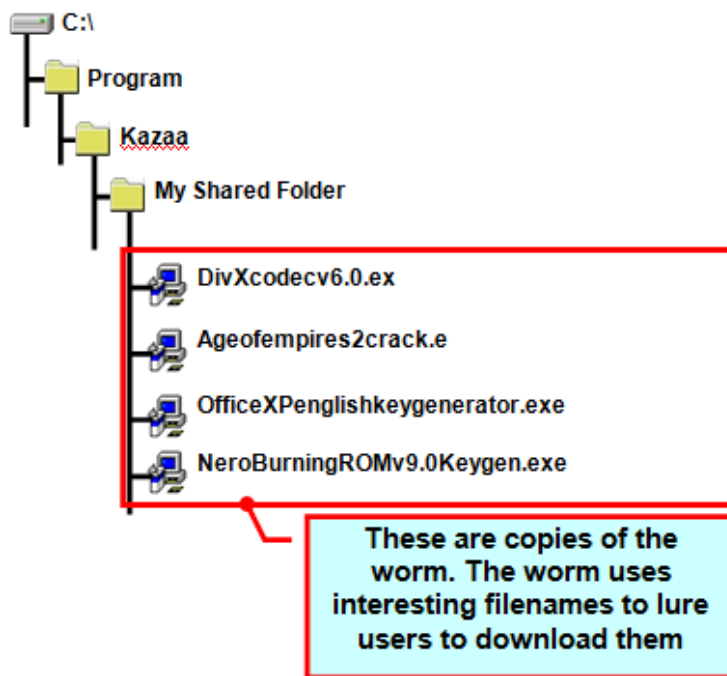 C:\
Program
Kazaa
My Shared Folder
DivXcodecv6.0.ex
Ageofempires2crack.e
OfficeXPenglishkeygenerator.exe
NeroBurningROMv9.0Keygen.exe
These are copies of the
worm. The worm uses
interesting filenames to lure
users to download them